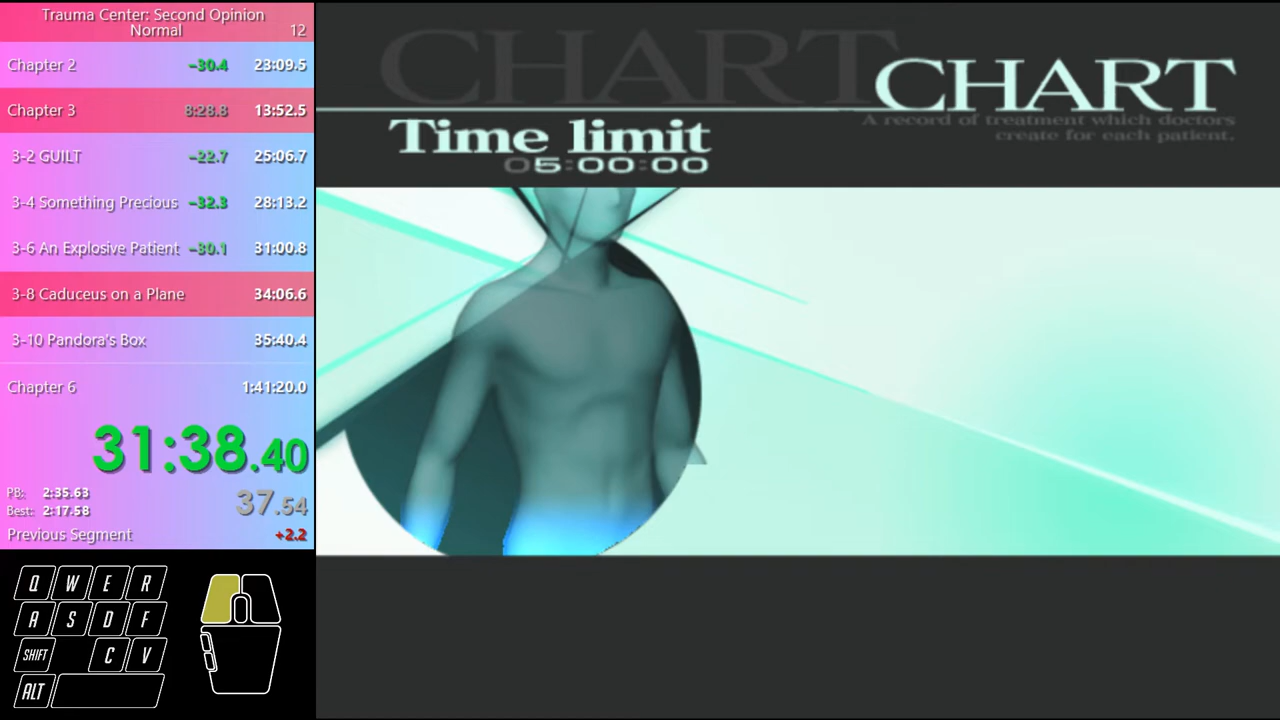 Trauma Center: Second Opinion
Normal 12
Chapter 2 -30.4 23:09.5
Chapter 3 8:28.8 13:52.5
3-2 GUILT -22.7 25:06.7
3-4 Something Precious -32.3 28:13.2
3-6 An Explosive Patient -30.1 31:00.8
3-8 Caduceus on a Plane 34:06.6
3-10 Pandora's Box 35:40.4
Chapter 6 1:41:20.0
31:38.40
PB: 2:35.63 37.54
Best: 2:17.58
Previous Segment +2.2
Q W E R
A S D F
SHIFT C V
ALT
CHART
CHART
A record of treatment which doctors
create for each patient.
Time limit
05:00:00